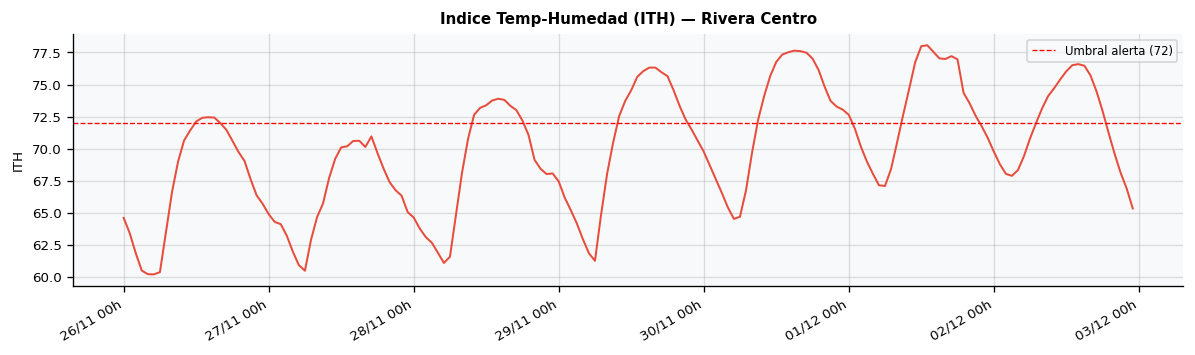 Indice Temp-Humedad (ITH) — Rivera Centro
Umbral alerta (72)
ITH
77.5
75.0
72.5
70.0
67.5
65.0
62.5
60.0
26/11 00h
27/11 00h
28/11 00h
29/11 00h
30/11 00h
01/12 00h
02/12 00h
03/12 00h